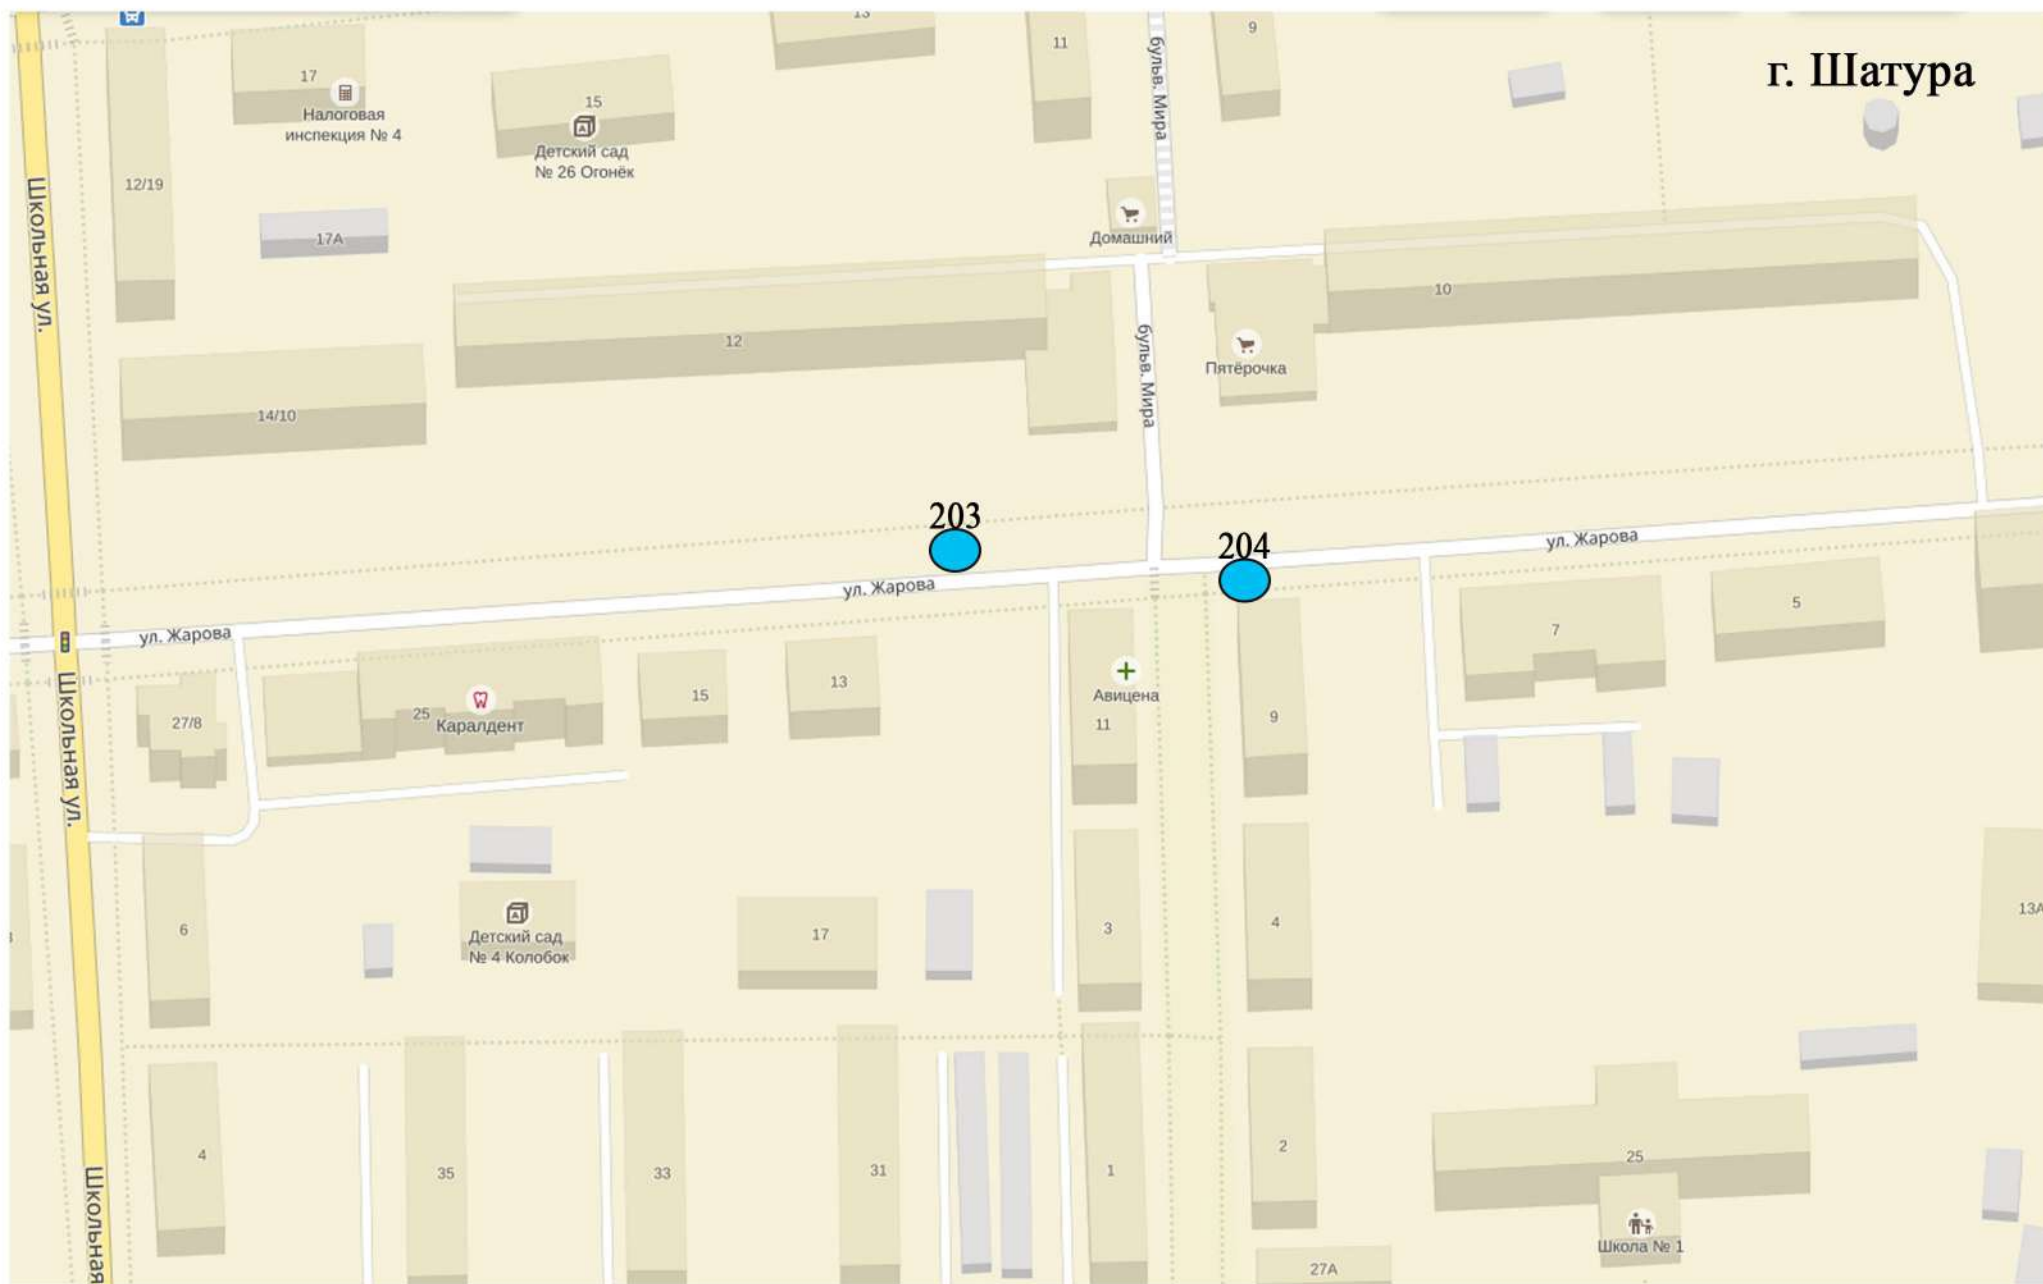 13
11
9
г. Шатура
17
Налоговая
инспекция № 4
15
Детский сад
№ 26 Огонёк
бульв. Мира
12/19
Школьная ул.
17А
Домашний
10
12
бульв. Мира
Пятёрочка
14/10
203
204
ул. Жарова
ул. Жарова
ул. Жарова
5
7
27/8
25
Каралдент
15
13
Авицена
11
9
Школьная ул.
6
Детский сад
№ 4 Колобок
17
3
4
13А
4
35
33
31
1
2
25
Школа № 1
Школьная
27А